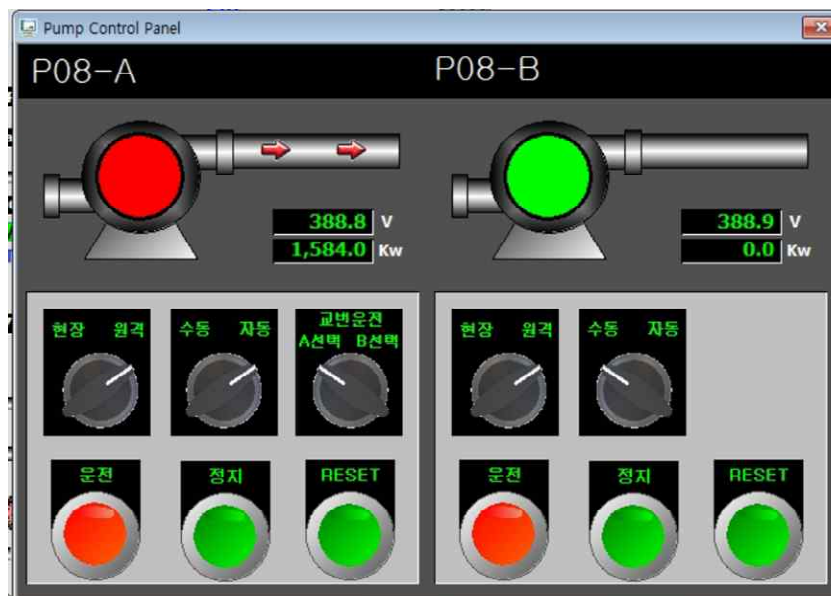 Pump Control Panel
P08-A P08-B
388.8 V 388.9 V
1,584.0 Kw 0.0 Kw
현장 원격 수동 자동 교번운전 현장 원격 수동 자동
A선택 B선택
운전 정지 RESET 운전 정지 RESET